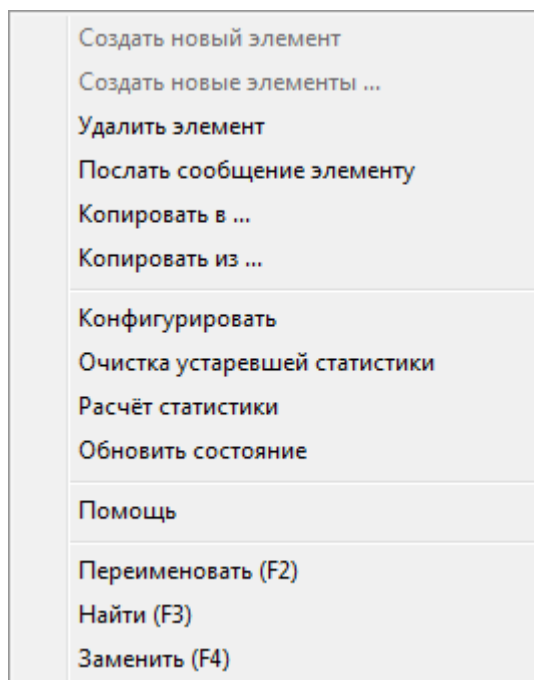 Создать новый элемент
Создать новые элементы ...
Удалить элемент
Послать сообщение элементу
Копировать в ...
Копировать из ...
Конфигурировать
Очистка устаревшей статистики
Расчёт статистики
Обновить состояние
Помощь
Переименовать (F2)
Найти (F3)
Заменить (F4)